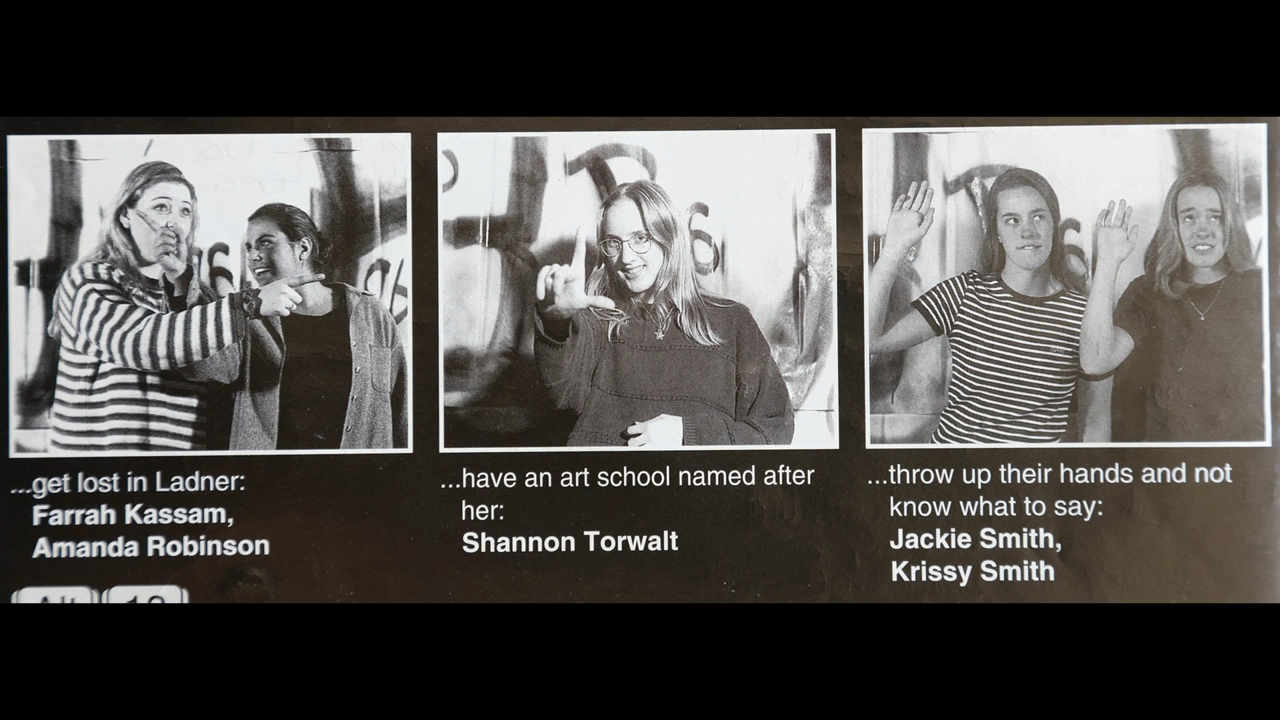 ...get lost in Ladner:
Farrah Kassam,
Amanda Robinson
...have an art school named after
her:
Shannon Torwalt
...throw up their hands and not
know what to say:
Jackie Smith,
Krissy Smith
96